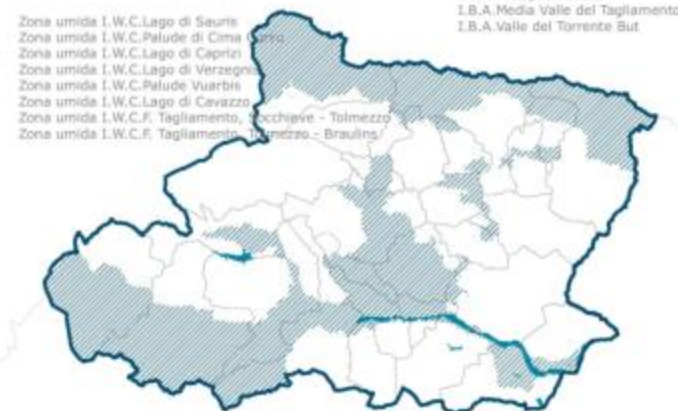 Zona umida I.W.C.Lago di Sauris
Zona umida I.W.C.Palude di Cima
Zona umida I.W.C.Lago di Caprizi
Zona umida I.W.C.Lago di Verzegnis
Zona umida I.W.C.Palude Vuarbis
Zona umida I.W.C.Lago di Cavazzo
Zona umida I.W.C.F. Tagliamento, Socchieve - Tolmezzo
Zona umida I.W.C.F. Tagliamento, Tolmezzo - Braulins
I.B.A.Media Valle del Tagliamento
I.B.A.Valle del Torrente But